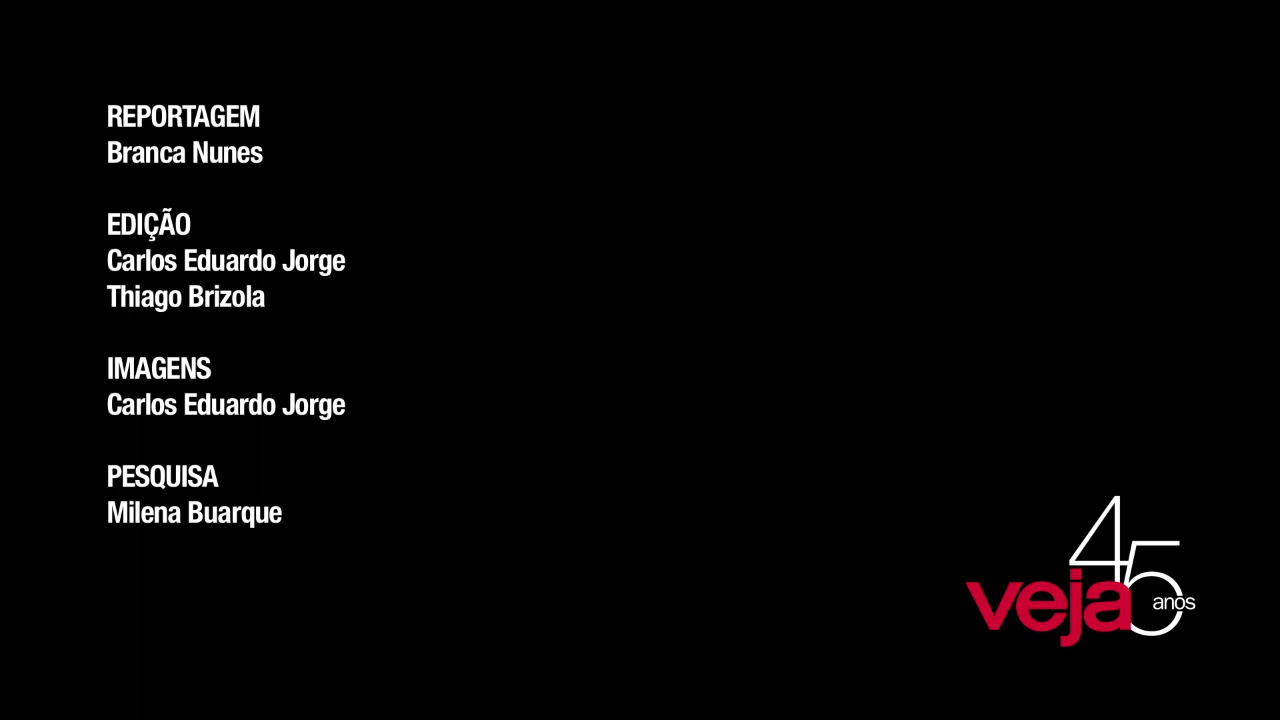 REPORTAGEM
Branca Nunes
EDIÇÃO
Carlos Eduardo Jorge
Thiago Brizola
IMAGENS
Carlos Eduardo Jorge
PESQUISA
Milena Buarque
45
veja
anos